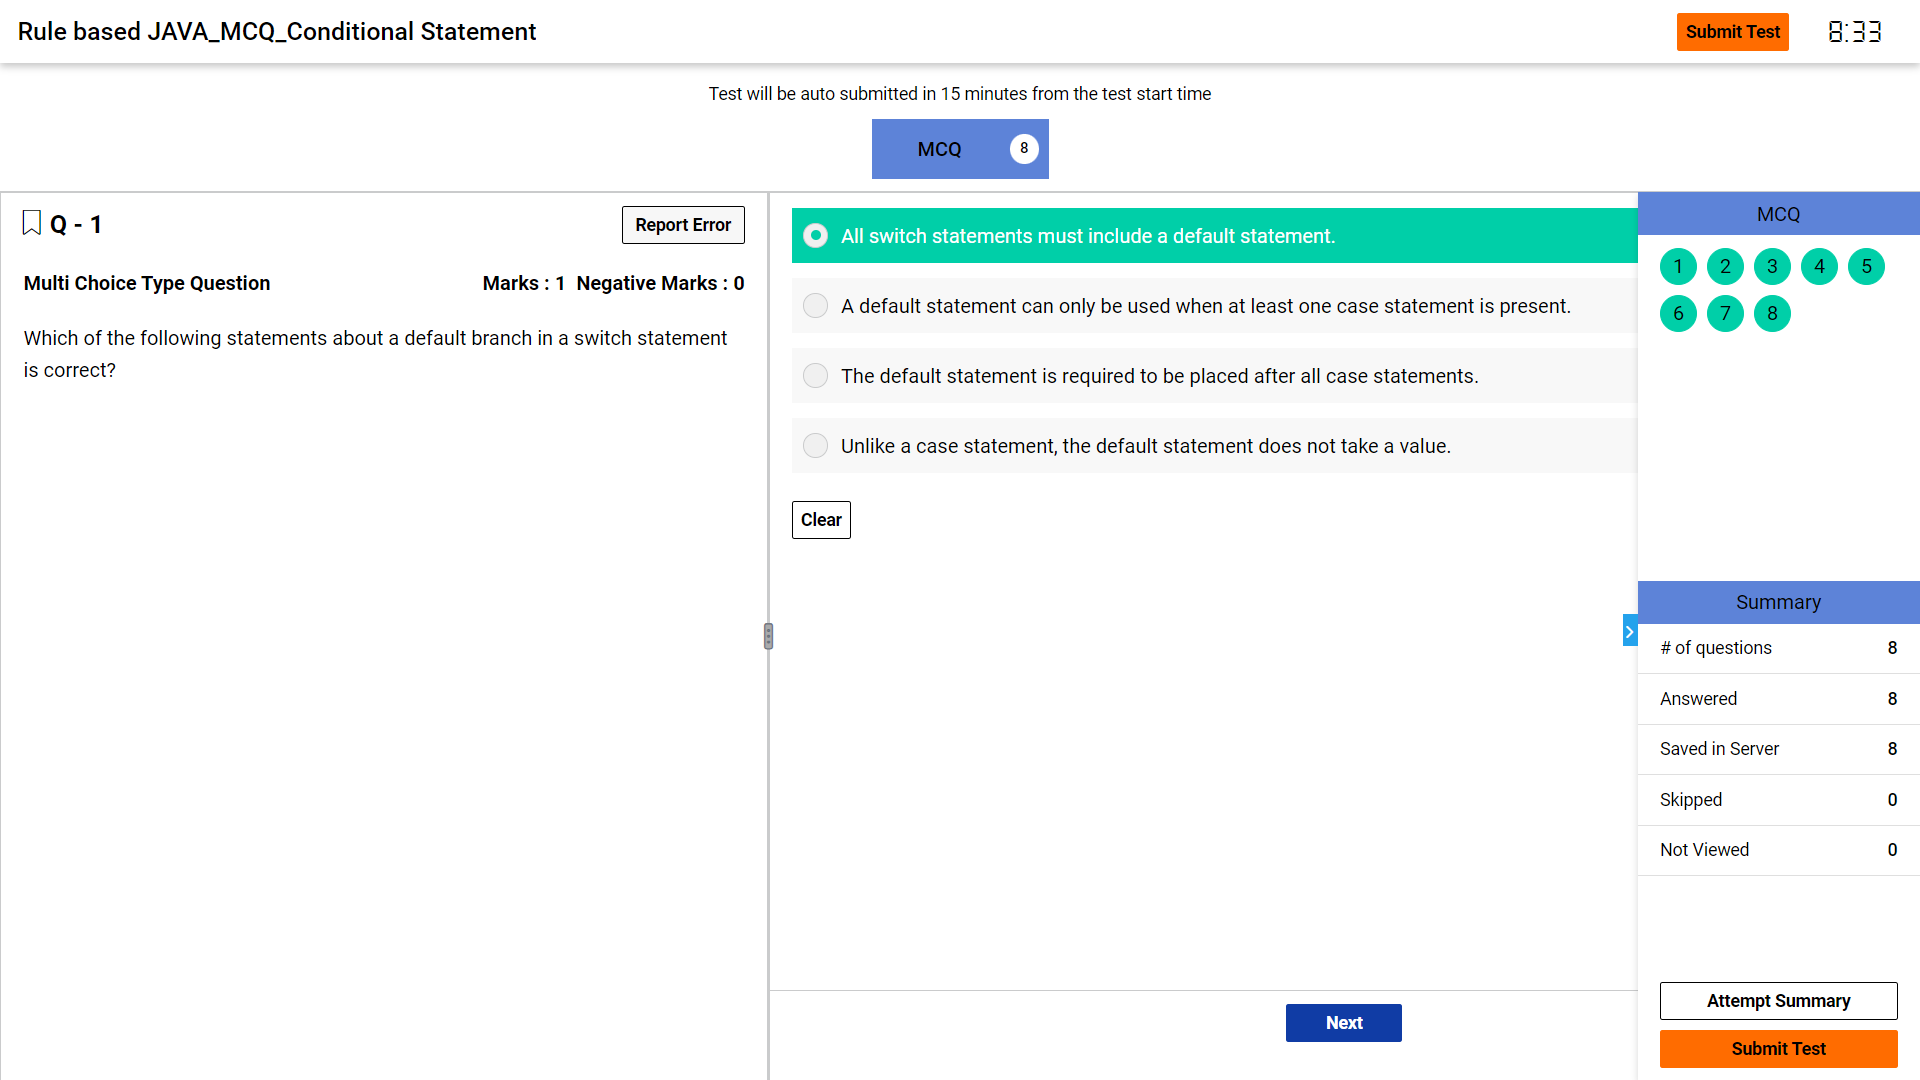 Rule based JAVA_MCQ_Conditional Statement
Submit Test
8:33
Test will be auto submitted in 15 minutes from the test start time
MCQ 8
Q - 1
Report Error
Multi Choice Type Question
Marks : 1 Negative Marks : 0
Which of the following statements about a default branch in a switch statement
is correct?
All switch statements must include a default statement.
A default statement can only be used when at least one case statement is present.
The default statement is required to be placed after all case statements.
Unlike a case statement, the default statement does not take a value.
Clear
Next
MCQ
1 2 3 4 5
6 7 8
Summary
# of questions 8
Answered 8
Saved in Server 8
Skipped 0
Not Viewed 0
Attempt Summary
Submit Test